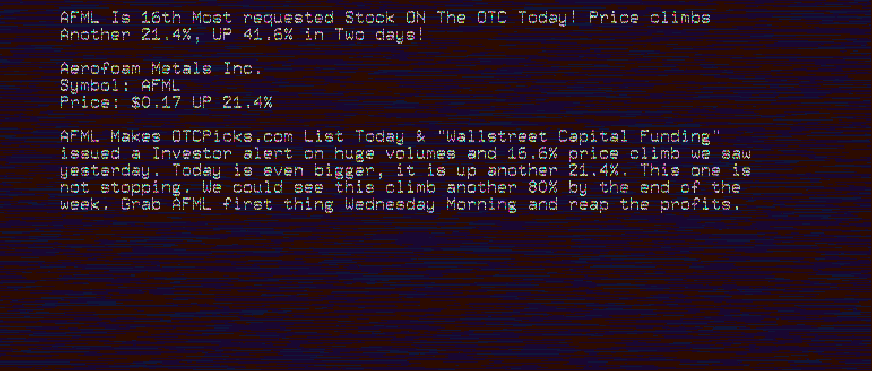 AFML Is 16th Most requested Stock ON The OTC Today! Price climbs
Another 21.4%, UP 41.6% in Two days!
Aerofoam Metals Inc.
Symbol: AFML
Price: $0.17 UP 21.4%
AFML Makes OTCPicks.com List Today & "Wallstreet Capital Funding"
issued a Investor alert on huge volumes and 16.6% price climb we saw
yesterday. Today is even bigger, it is up another 21.4%. This one is
not stopping. We could see this climb another 80% by the end of the
week. Grab AFML first thing Wednesday Morning and reap the profits.